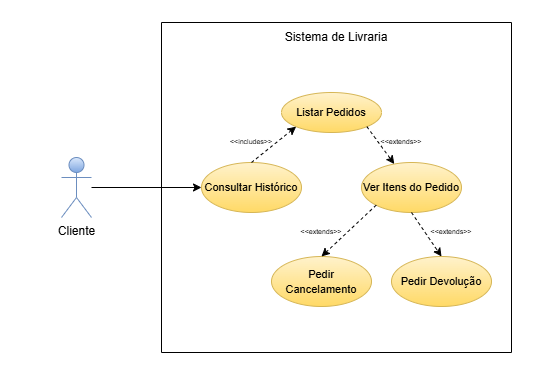 Sistema de Livraria
Listar Pedidos
<<includes>>
<<extends>>
Consultar Histórico
Ver Itens do Pedido
Cliente
<<extends>>
<<extends>>
Pedir
Cancelamento
Pedir Devolução